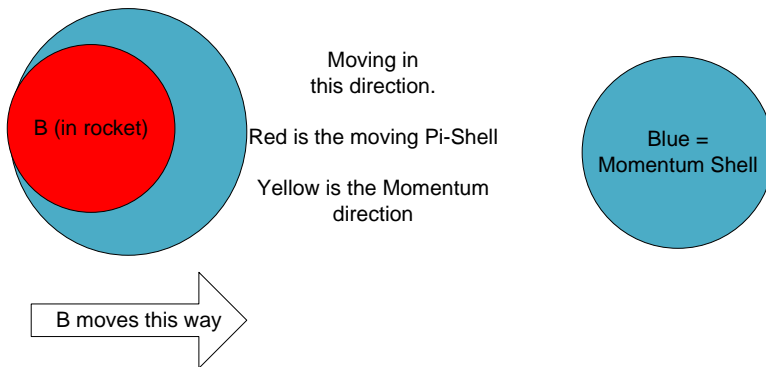 B (in rocket)
Moving in
this direction.
Red is the moving Pi-Shell
Yellow is the Momentum
direction
Blue =
Momentum Shell
B moves this way